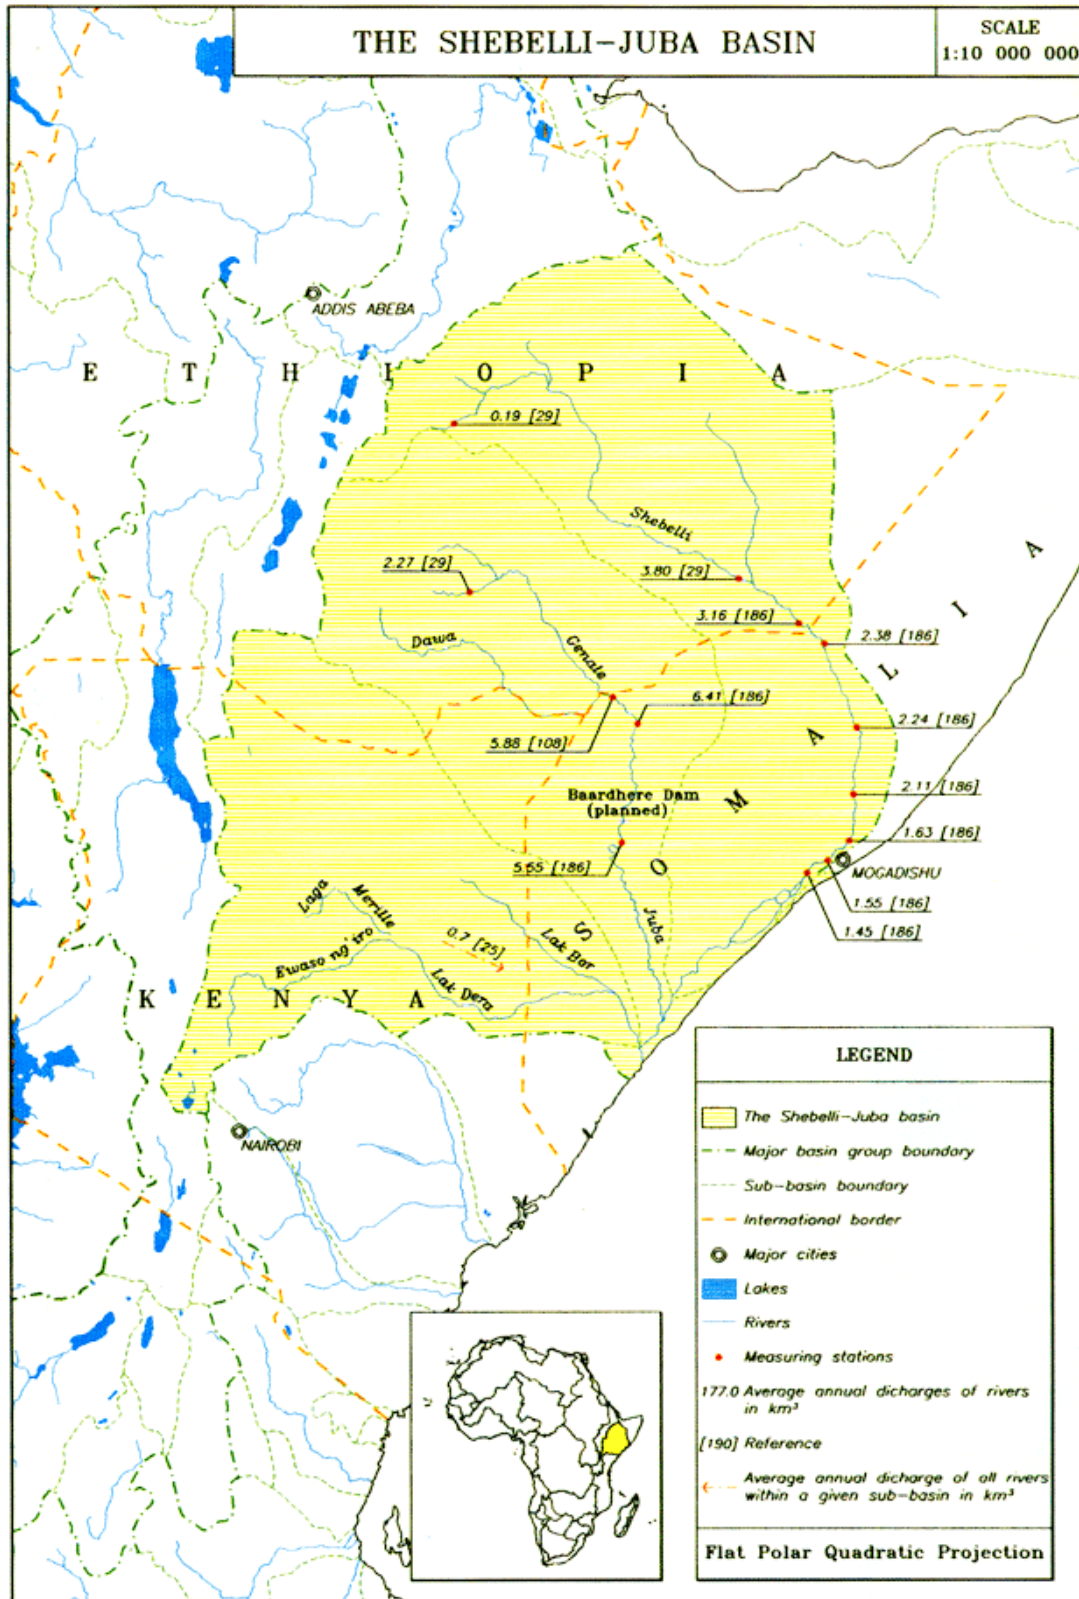 THE SHEBELLI-JUBA BASIN
SCALE
1:10 000 000
ADDIS ABEBA
E T H I O P I A
0.19 [29]
Shebelli
2.27 [29]
3.80 [29]
3.16 [186]
Dawa
Genale
2.38 [186]
6.41 [186]
5.88 [108]
2.24 [186]
Baardhere Dam
(planned)
2.11 [186]
1.63 [186]
5.55 [186]
MOGADISHU
S O M A L I A
1.55 [186]
1.45 [186]
Laga Merille
Juba
0.7 [25]
Lak Bor
Ewaso ng'iro
Lak Dera
K E N Y A
NAIROBI
LEGEND
The Shebelli-Juba basin
Major basin group boundary
Sub-basin boundary
International border
Major cities
Lakes
Rivers
Measuring stations
177.0 Average annual dicharges of rivers
in km³
[190] Reference
Average annual dicharge of all rivers
within a given sub-basin in km³
Flat Polar Quadratic Projection